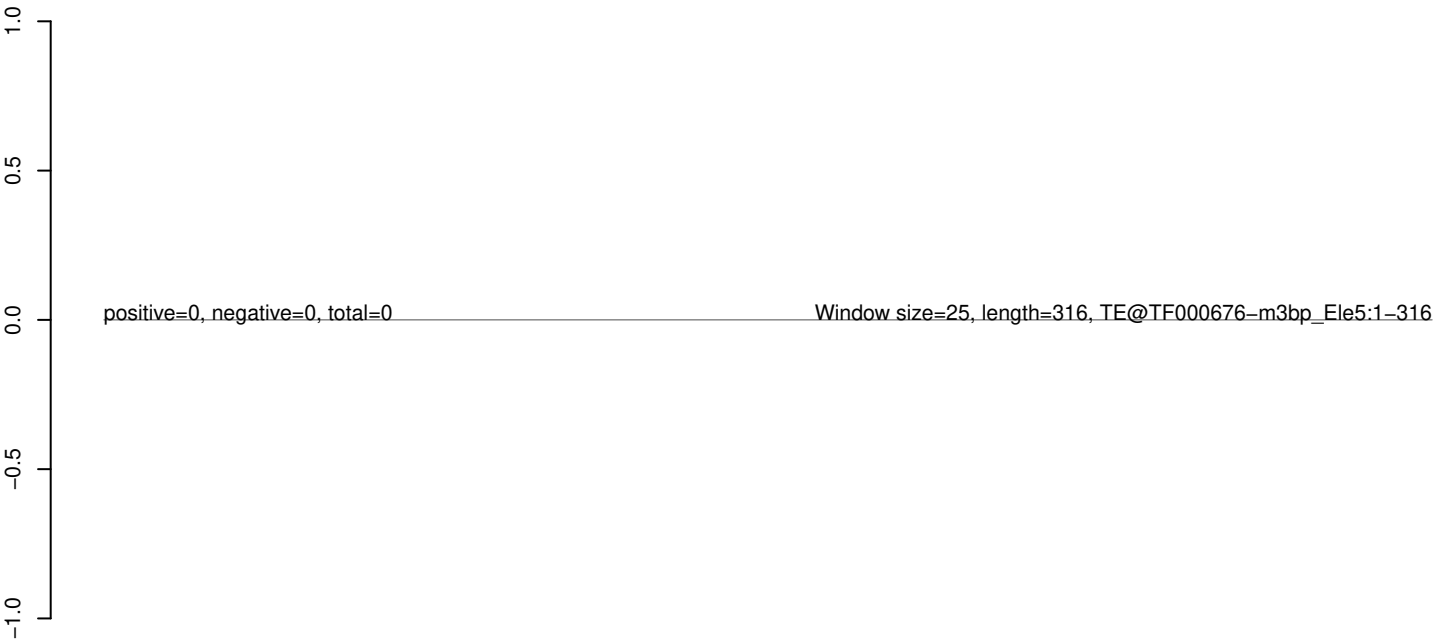 1.0
0.5
0.0
−0.5
−1.0
positive=0, negative=0, total=0
Window size=25, length=316, TE@TF000676−m3bp_Ele5:1−316